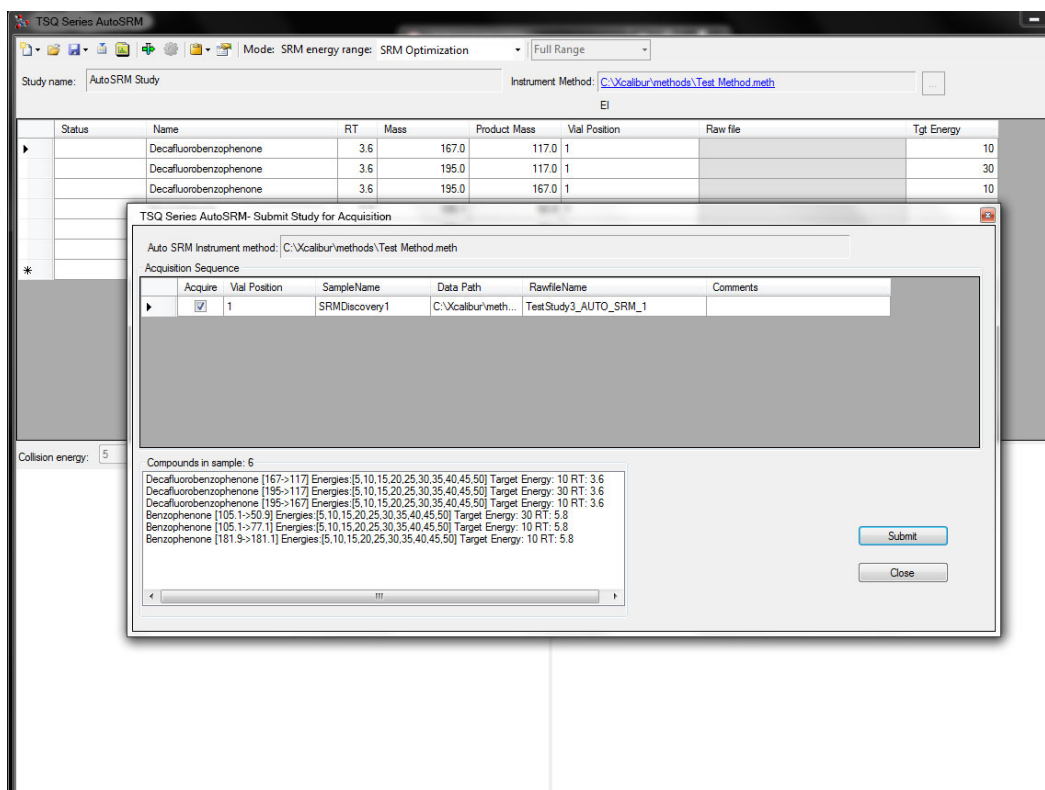 TSQ Series AutoSRM
Mode: SRM energy range: SRM Optimization Full Range
Study name: AutoSRM Study Instrument Method: C:\Xcalibur\methods\Test Method.meth ...
EI
Status Name RT Mass Product Mass Vial Position Raw file Tgt Energy
Decafluorobenzophenone 3.6 167.0 117.0 1 10
Decafluorobenzophenone 3.6 195.0 117.0 1 30
Decafluorobenzophenone 3.6 195.0 167.0 1 10
TSQ Series AutoSRM- Submit Study for Acquisition
Auto SRM Instrument method: C:\Xcalibur\methods\Test Method.meth
Acquisition Sequence
Acquire Vial Position SampleName Data Path RawfileName Comments
1 SRMDiscovery1 C:\Xcalibur\meth... TestStudy3_AUTO_SRM_1
Collision energy: 5
Compounds in sample: 6
Decafluorobenzophenone [167->117] Energies:[5,10,15,20,25,30,35,40,45,50] Target Energy: 10 RT: 3.6
Decafluorobenzophenone [195->117] Energies:[5,10,15,20,25,30,35,40,45,50] Target Energy: 30 RT: 3.6
Decafluorobenzophenone [195->167] Energies:[5,10,15,20,25,30,35,40,45,50] Target Energy: 10 RT: 3.6
Benzophenone [105.1->50.9] Energies:[5,10,15,20,25,30,35,40,45,50] Target Energy: 30 RT: 5.8
Benzophenone [105.1->77.1] Energies:[5,10,15,20,25,30,35,40,45,50] Target Energy: 10 RT: 5.8
Benzophenone [181.9->181.1] Energies:[5,10,15,20,25,30,35,40,45,50] Target Energy: 10 RT: 5.8
Submit
Close